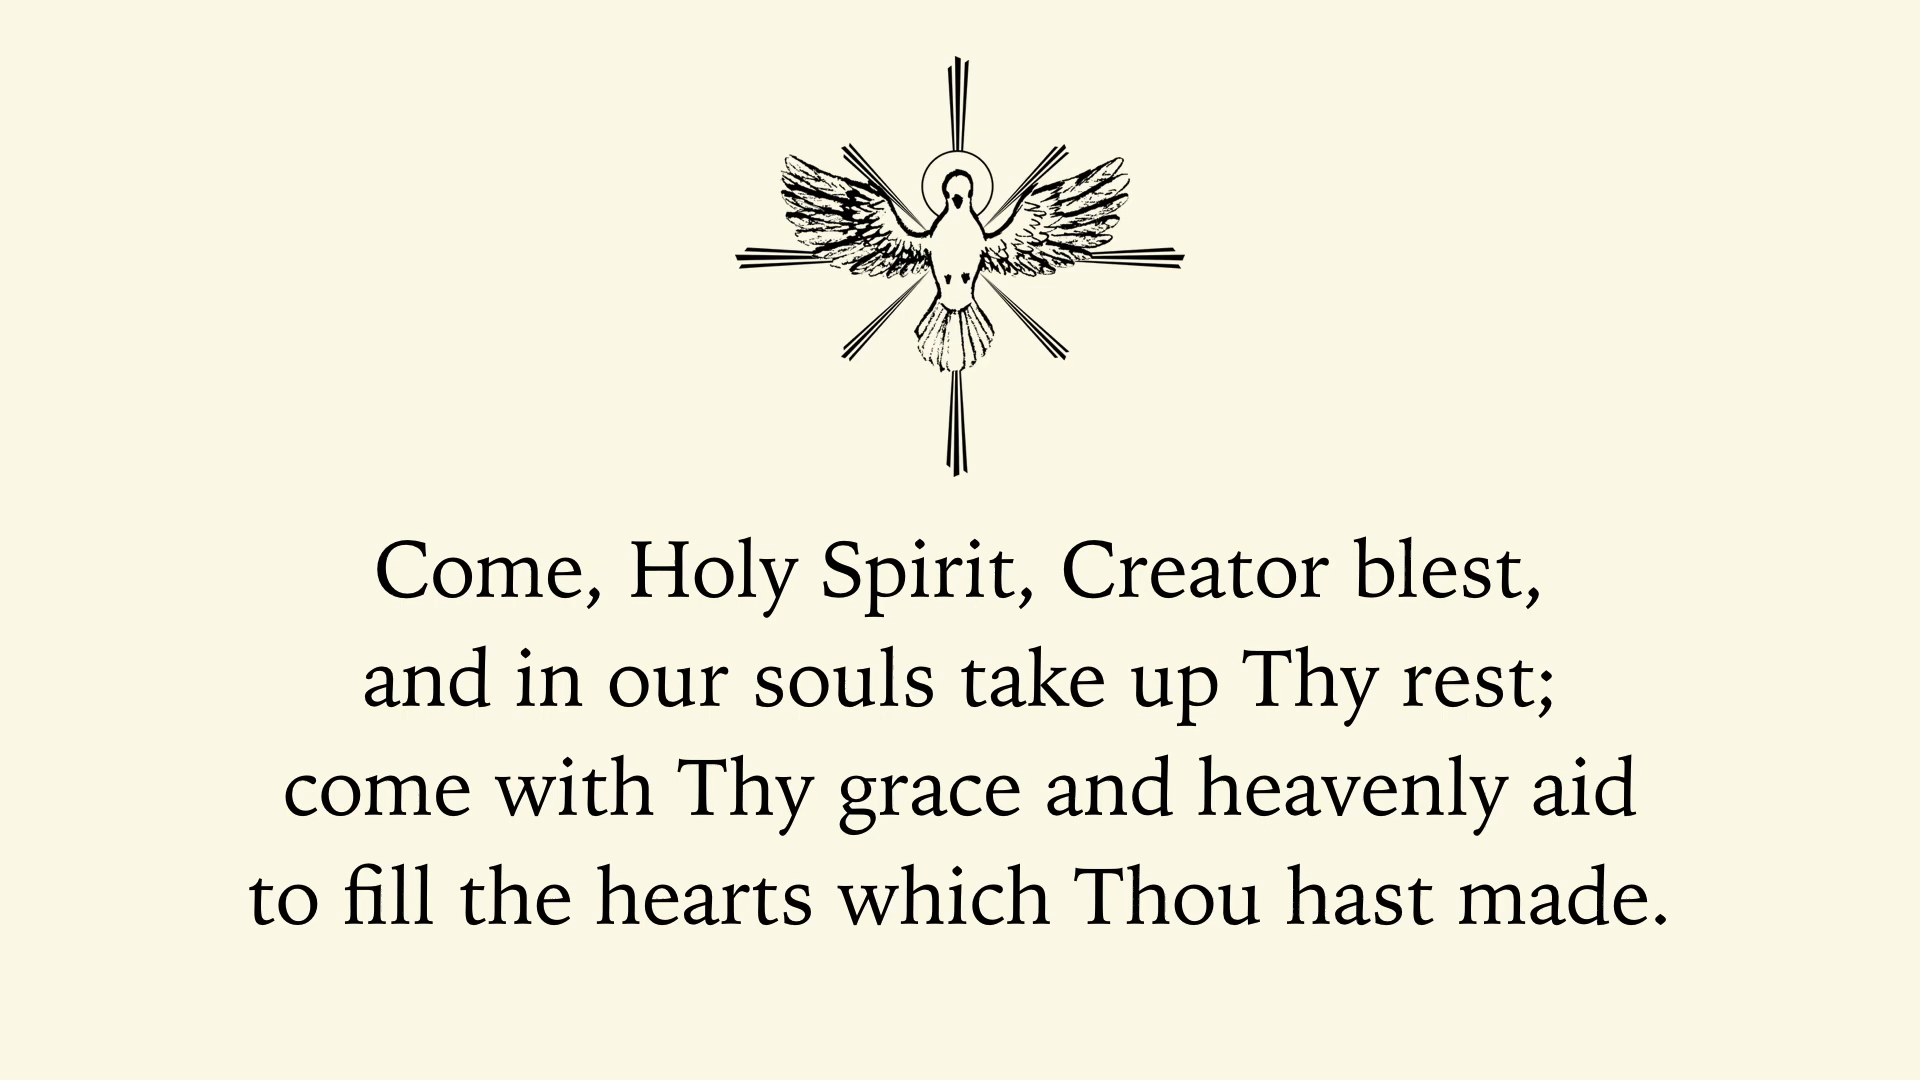 Come, Holy Spirit, Creator blest,
and in our souls take up Thy rest;
come with Thy grace and heavenly aid
to fill the hearts which Thou hast made.